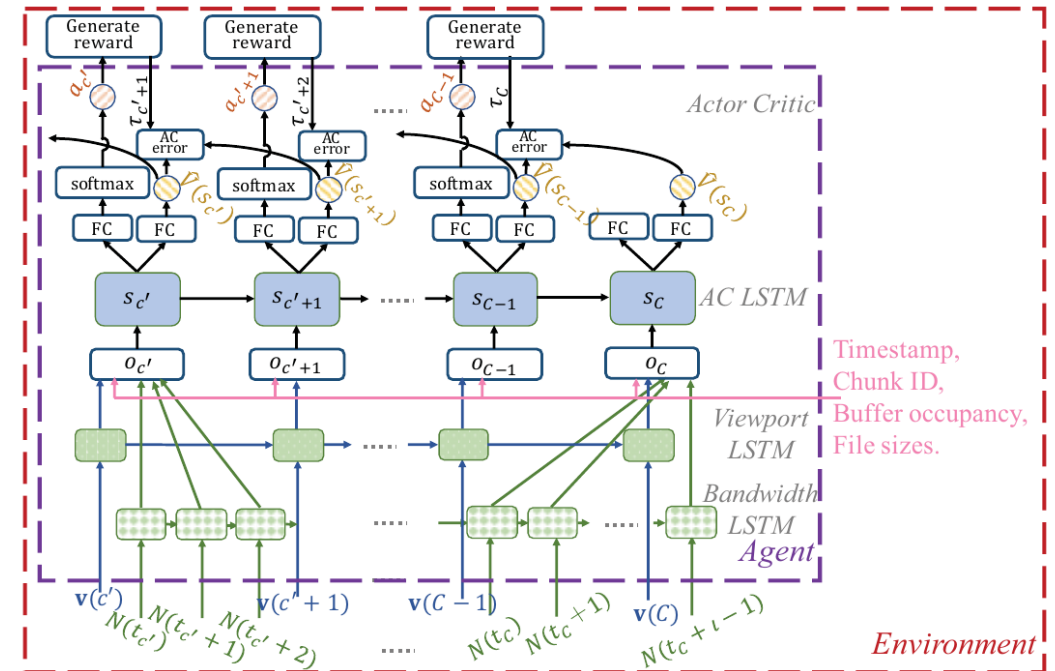 Generate reward
Generate reward
Generate reward
a_{c'}
τ_{c'+1}
a_{c'+1}
τ_{c'+2}
......
a_{C−1}
τ_C
Actor Critic
AC error
AC error
AC error
softmax
V̂(s_{c'})
softmax
V̂(s_{c'+1})
softmax
V̂(s_{C−1})
V̂(s_C)
FC
FC
FC
FC
FC
FC
FC
FC
s_{c'}
s_{c'+1}
......
s_{C−1}
s_C
AC LSTM
o_{c'}
o_{c'+1}
o_{C−1}
o_C
Timestamp,
Chunk ID,
Buffer occupancy,
File sizes.
......
Viewport
LSTM
......
......
Bandwidth
LSTM
Agent
......
v(c')
N(t_{c'})
N(t_{c'}+1)
N(t_{c'}+2)
v(c'+1)
v(C−1)
N(t_C)
N(t_C+1)
v(C)
N(t_C+ι−1)
......
Environment